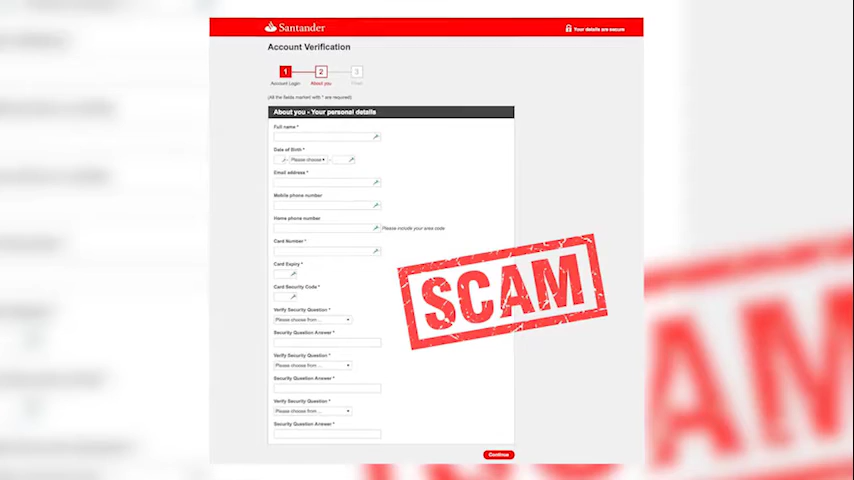 Santander
Your details are secure
Account Verification
1 2 3
Account Login About you Finish
(All the fields marked with * are required)
About you - Your personal details
Full name *
Date of Birth *
- Please choose -
Email address *
Mobile phone number
Home phone number
Please include your area code
Card Number *
Card Expiry *
Card Security Code *
Verify Security Question *
Please choose from ...
Security Question Answer *
Verify Security Question *
Please choose from ...
Security Question Answer *
Verify Security Question *
Please choose from ...
Security Question Answer *
Continue
SCAM
SCAM